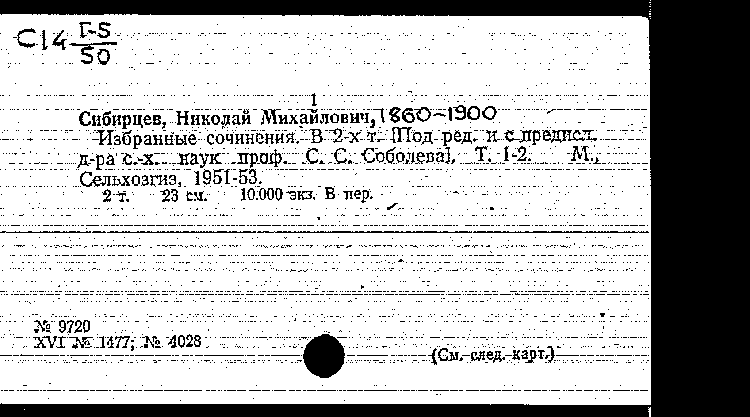 С14 Г-5
50
1
Сибирцев, Николай Михайлович, 1860-1900
Избранные сочинения. В 2-х т. [Под ред. и с предисл.
д-ра с.-х. наук проф. С. С. Соболева]. Т. 1-2. М.,
Сельхозгиз, 1951-53.
2 т. 23 см. 10.000 экз. В пер.
№ 9720
XVI № 1477; № 4028
(См. след. карт.)